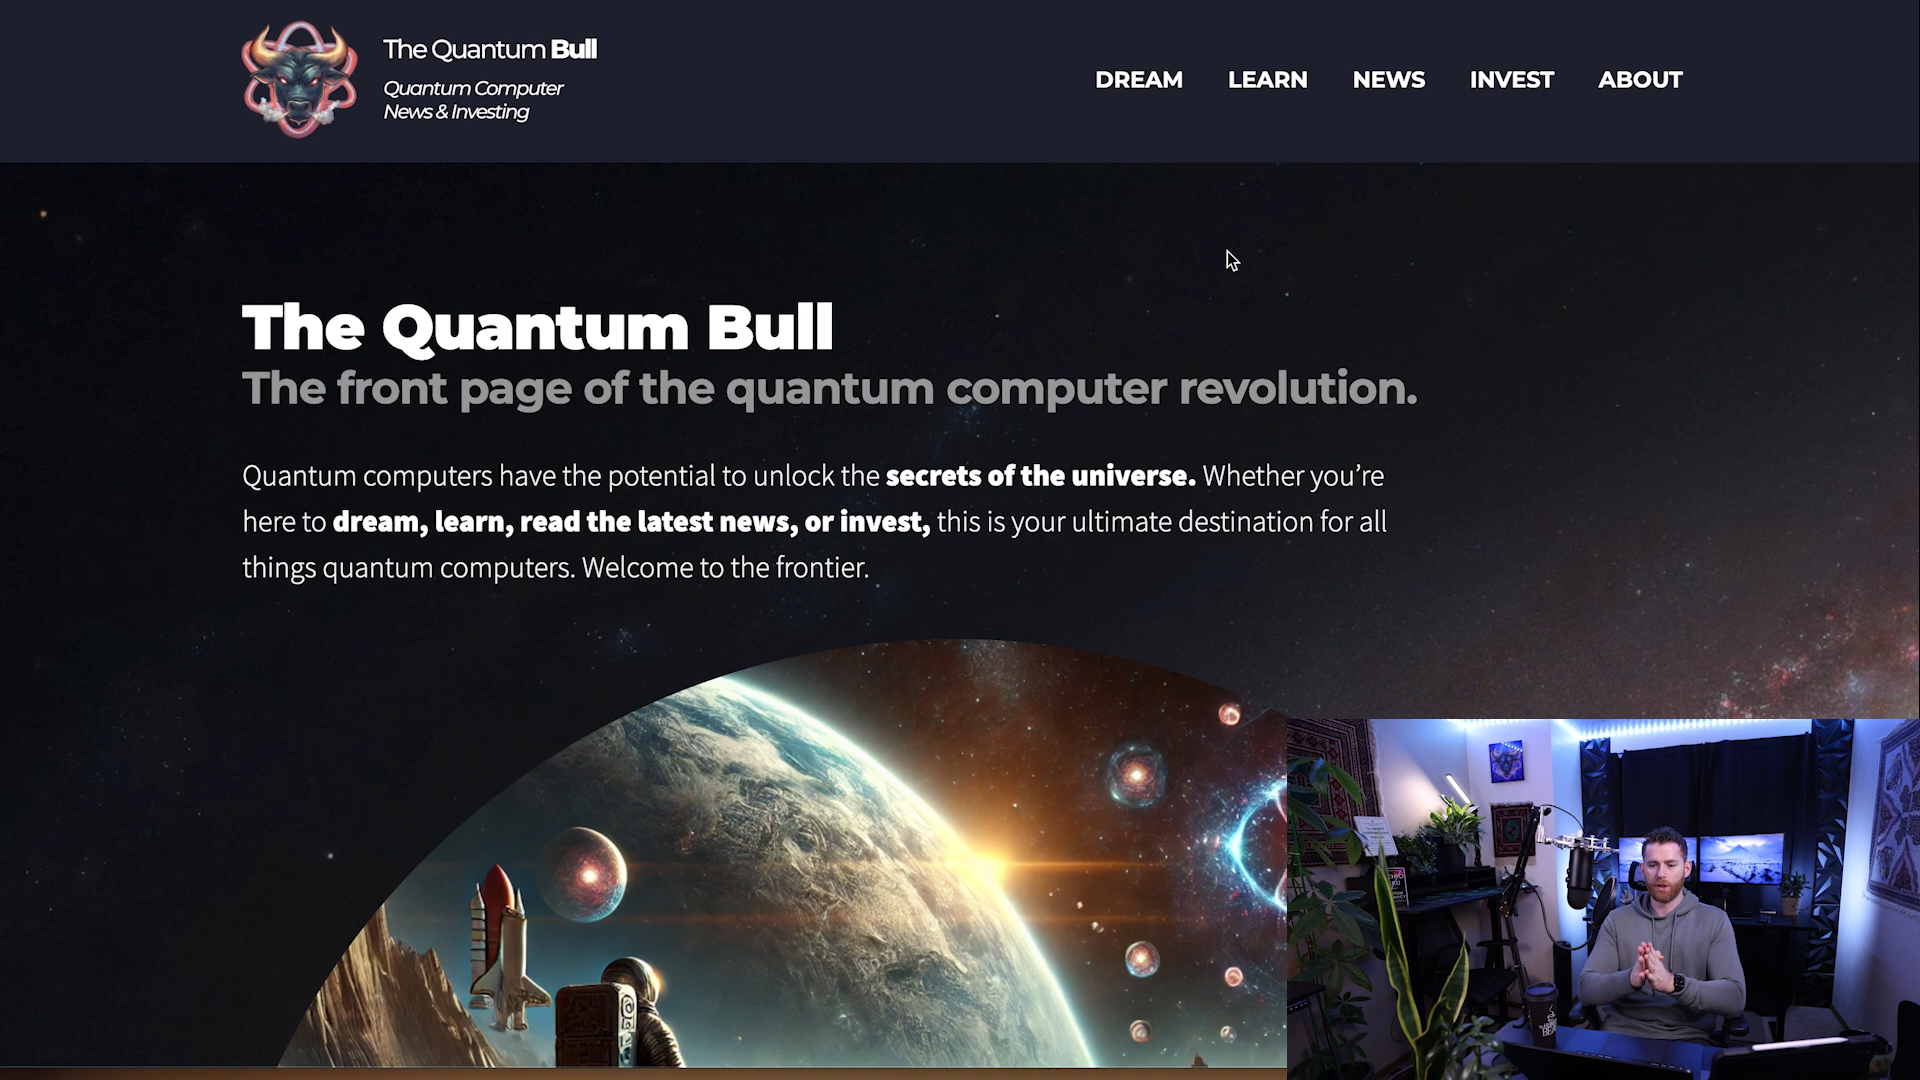 The Quantum Bull
Quantum Computer
News & Investing
DREAM LEARN NEWS INVEST ABOUT
The Quantum Bull
The front page of the quantum computer revolution.
Quantum computers have the potential to unlock the secrets of the universe. Whether you’re
here to dream, learn, read the latest news, or invest, this is your ultimate destination for all
things quantum computers. Welcome to the frontier.